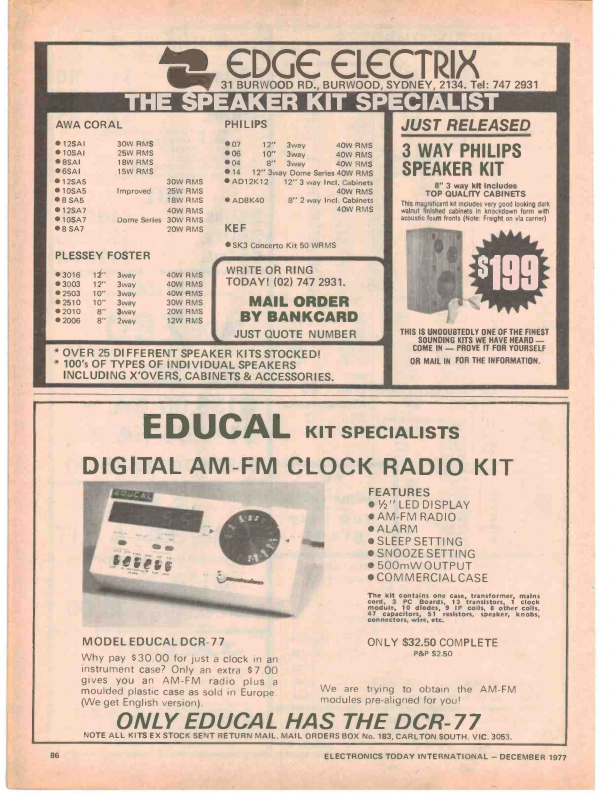 EDGE ELECTRIX
31 BURWOOD RD., BURWOOD, SYDNEY, 2134. Tel: 747 2931
THE SPEAKER KIT SPECIALIST
AWA CORAL
● 12SAI 30W RMS
● 10SAI 25W RMS
● 8SAI 18W RMS
● 6SAI 15W RMS
● 12SA5 30W RMS
● 10SA5 Improved 25W RMS
● 8 SA5 18W RMS
● 12SA7 40W RMS
● 10SA7 Dome Series 30W RMS
● 8 SA7 20W RMS
PLESSEY FOSTER
● 3016 12" 3way 40W RMS
● 3003 12" 3way 40W RMS
● 2503 10" 3way 40W RMS
● 2510 10" 3way 30W RMS
● 2010 8" 3way 20W RMS
● 2006 8" 2way 12W RMS
PHILIPS
● 07 12" 3way 40W RMS
● 06 10" 3way 40W RMS
● 04 8" 3way 40W RMS
● 14 12" 3way Dome Series 40W RMS
● AD12K12 12" 3 way Incl. Cabinets
40W RMS
● AD8K40 8" 2 way Incl. Cabinets
40W RMS
KEF
● SK3 Concerto Kit 50 WRMS
WRITE OR RING
TODAY! (02) 747 2931.
MAIL ORDER
BY BANKCARD
JUST QUOTE NUMBER
* OVER 25 DIFFERENT SPEAKER KITS STOCKED!
* 100's OF TYPES OF INDIVIDUAL SPEAKERS
INCLUDING X'OVERS, CABINETS & ACCESSORIES.
JUST RELEASED
3 WAY PHILIPS
SPEAKER KIT
8" 3 way kit includes
TOP QUALITY CABINETS
This magnificant kit includes very good looking dark
walnut finished cabinets in knockdown form with
acoustic foam fronts (Note: Freight on via carrier)
$199
THIS IS UNDOUBTEDLY ONE OF THE FINEST
SOUNDING KITS WE HAVE HEARD —
COME IN — PROVE IT FOR YOURSELF
OR MAIL IN FOR THE INFORMATION.
EDUCAL KIT SPECIALISTS
DIGITAL AM-FM CLOCK RADIO KIT
EDUCAL
FEATURES
● ½" LED DISPLAY
● AM-FM RADIO
● ALARM
● SLEEP SETTING
● SNOOZE SETTING
● 500mW OUTPUT
● COMMERCIAL CASE
The kit contains one case, transformer, mains
cord, 3 PC Boards, 13 transistors, 1 clock
module, 10 diodes, 9 IF coils, 8 other coils,
47 capacitors, 51 resistors, speaker, knobs,
connectors, wire, etc.
MODEL EDUCAL DCR-77
Why pay $30.00 for just a clock in an
instrument case? Only an extra $7.00
gives you an AM-FM radio plus a
moulded plastic case as sold in Europe.
(We get English version).
ONLY $32.50 COMPLETE
P&P $2.50
We are trying to obtain the AM-FM
modules pre-aligned for you!
ONLY EDUCAL HAS THE DCR-77
NOTE ALL KITS EX STOCK SENT RETURN MAIL. MAIL ORDERS BOX No. 183, CARLTON SOUTH. VIC. 3053.
86
ELECTRONICS TODAY INTERNATIONAL — DECEMBER 1977